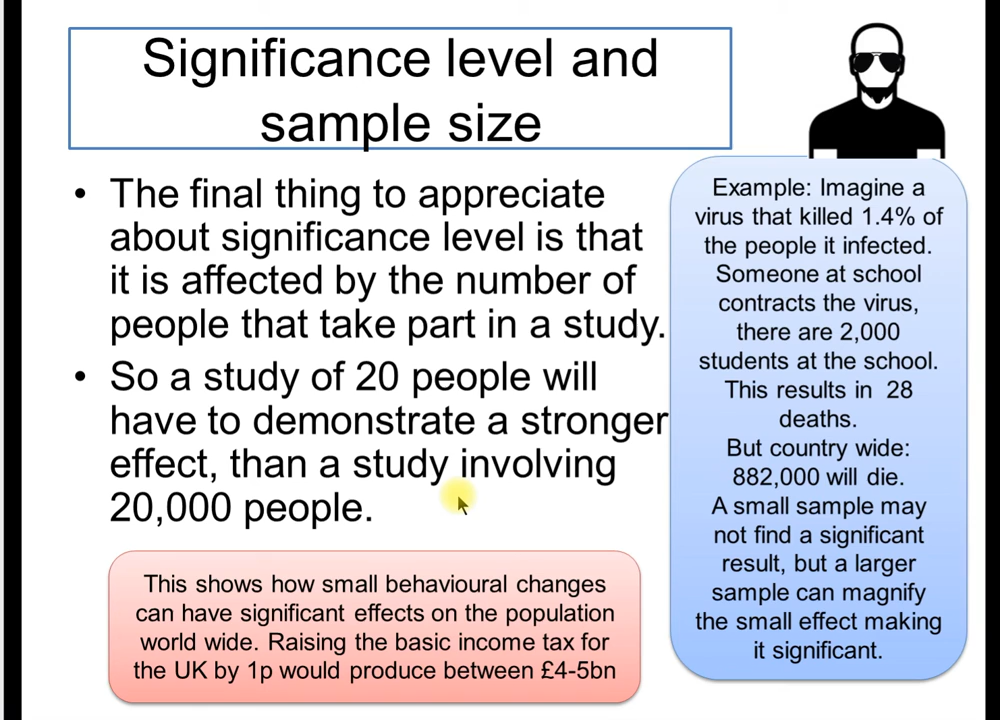 Significance level and
sample size
• The final thing to appreciate
about significance level is that
it is affected by the number of
people that take part in a study.
• So a study of 20 people will
have to demonstrate a stronger
effect, than a study involving
20,000 people.
This shows how small behavioural changes
can have significant effects on the population
world wide. Raising the basic income tax for
the UK by 1p would produce between £4-5bn
Example: Imagine a
virus that killed 1.4% of
the people it infected.
Someone at school
contracts the virus,
there are 2,000
students at the school.
This results in 28
deaths.
But country wide:
882,000 will die.
A small sample may
not find a significant
result, but a larger
sample can magnify
the small effect making
it significant.